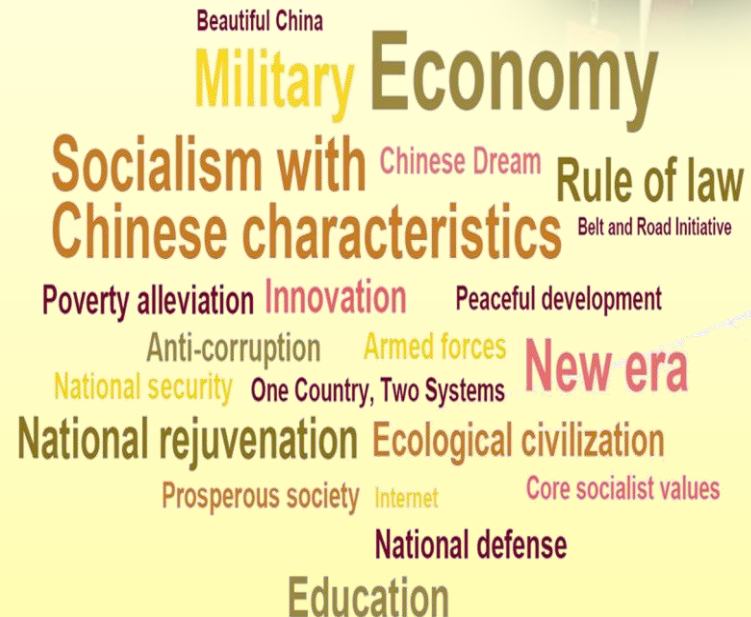 Beautiful China
Military Economy
Socialism with Chinese Dream Rule of law
Chinese characteristics Belt and Road Initiative
Poverty alleviation Innovation Peaceful development
Anti-corruption Armed forces New era
National security One Country, Two Systems
National rejuvenation Ecological civilization
Prosperous society Internet Core socialist values
National defense
Education